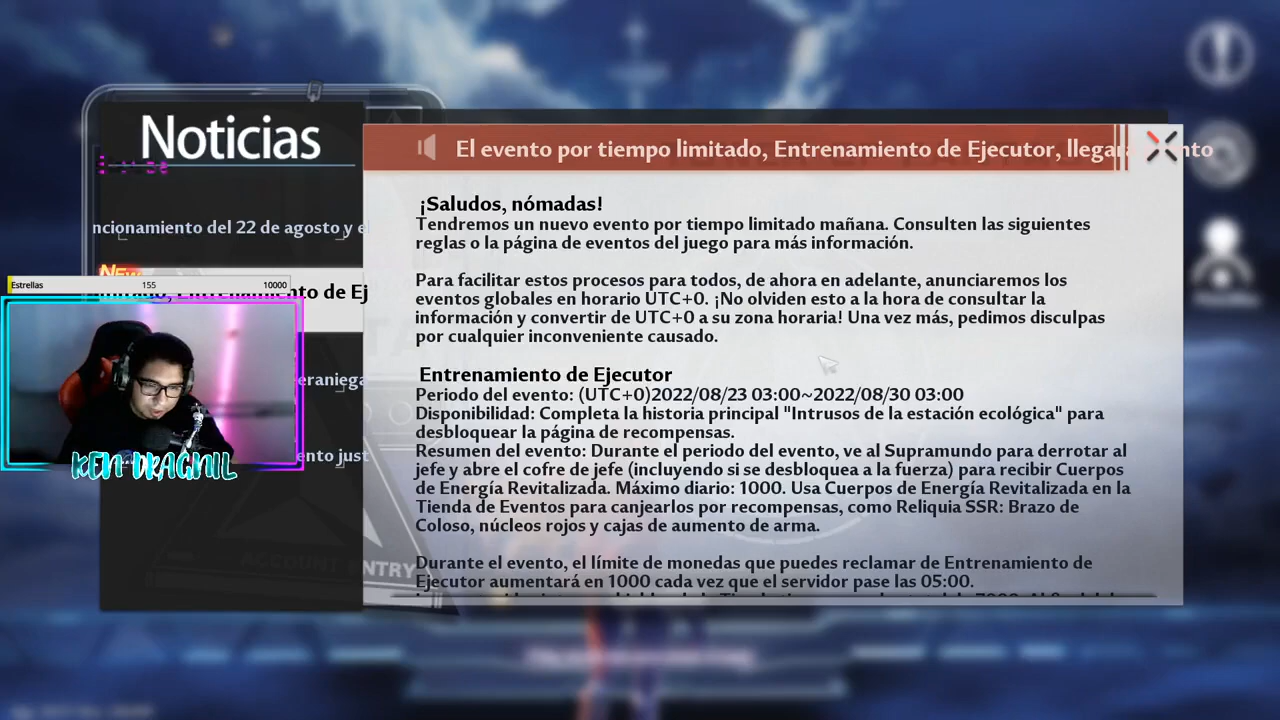 Noticias
ncionamiento del 22 de agosto y el
New
Estrellas 155 10000
nto de Ej
eraniega
ento just
KEN DRAGNIL
ACCOUNT ENTRY
El evento por tiempo limitado, Entrenamiento de Ejecutor, llegar
¡Saludos, nómadas!
Tendremos un nuevo evento por tiempo limitado mañana. Consulten las siguientes
reglas o la página de eventos del juego para más información.
Para facilitar estos procesos para todos, de ahora en adelante, anunciaremos los
eventos globales en horario UTC+0. ¡No olviden esto a la hora de consultar la
información y convertir de UTC+0 a su zona horaria! Una vez más, pedimos disculpas
por cualquier inconveniente causado.
Entrenamiento de Ejecutor
Periodo del evento: (UTC+0)2022/08/23 03:00~2022/08/30 03:00
Disponibilidad: Completa la historia principal "Intrusos de la estación ecológica" para
desbloquear la página de recompensas.
Resumen del evento: Durante el periodo del evento, ve al Supramundo para derrotar al
jefe y abre el cofre de jefe (incluyendo si se desbloquea a la fuerza) para recibir Cuerpos
de Energía Revitalizada. Máximo diario: 1000. Usa Cuerpos de Energía Revitalizada en la
Tienda de Eventos para canjearlos por recompensas, como Reliquia SSR: Brazo de
Coloso, núcleos rojos y cajas de aumento de arma.
Durante el evento, el límite de monedas que puedes reclamar de Entrenamiento de
Ejecutor aumentará en 1000 cada vez que el servidor pase las 05:00.